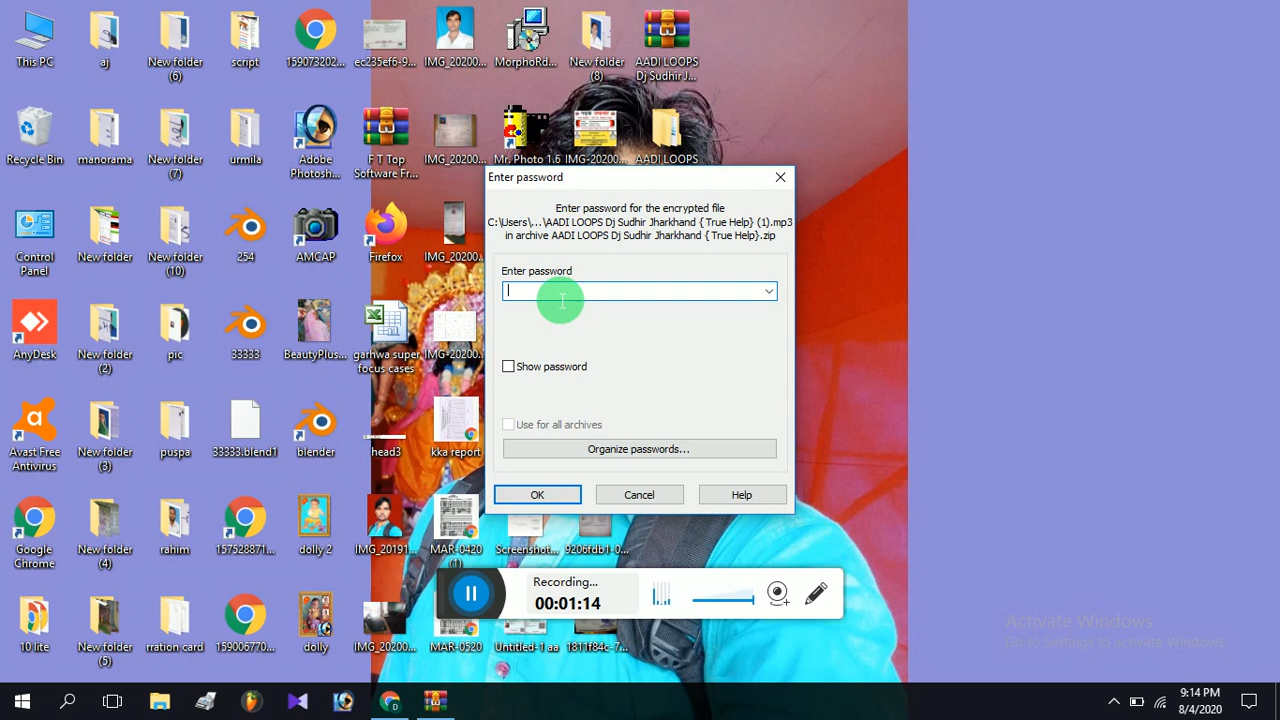 This PC
aj
New folder (6)
script
159073202...
ec235ef6-9...
IMG_20200...
MorphoRd...
New folder (8)
AADI LOOPS Dj Sudhir J...
Recycle Bin
manorama
New folder (7)
urmila
Adobe Photosh...
F T Top Software Fr...
IMG_20200...
Mr. Photo 1.6
IMG-20200...
AADI LOOPS
Control Panel
New folder
New folder (10)
254
AMCAP
Firefox
IMG_20200...
AnyDesk
New folder (2)
pic
33333
BeautyPlus...
garhwa super focus cases
IMG-20200...
Avast Free Antivirus
New folder (3)
puspa
33333.blend1
blender
head3
kka report
Google Chrome
New folder (4)
rahim
157528871...
dolly 2
IMG_20191...
MAR-0420 (1)
Screenshot...
9206fdb1-0...
10 lite
New folder (5)
rration card
159006770...
dolly
IMG_20200...
MAR-0520
Untitled-1 aa
1811f84c-7...
Enter password
Enter password for the encrypted file
C:\Users\...\AADI LOOPS Dj Sudhir Jharkhand { True Help} (1).mp3
in archive AADI LOOPS Dj Sudhir Jharkhand { True Help}.zip
Enter password
Show password
Use for all archives
Organize passwords...
OK
Cancel
Help
Recording...
00:01:14
Activate Windows
Go to Settings to activate Windows.
9:14 PM
8/4/2020